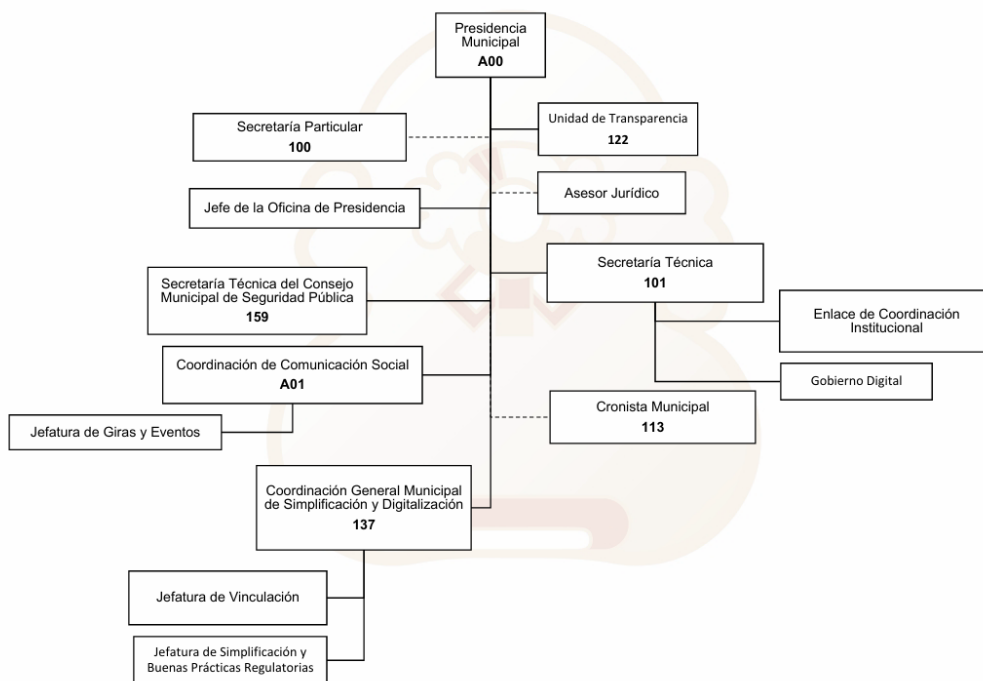 Presidencia
Municipal
A00
Secretaría Particular
100
Unidad de Transparencia
122
Asesor Jurídico
Jefe de la Oficina de Presidencia
Secretaría Técnica
101
Secretaría Técnica del Consejo
Municipal de Seguridad Pública
159
Enlace de Coordinación
Institucional
Coordinación de Comunicación Social
A01
Gobierno Digital
Cronista Municipal
113
Jefatura de Giras y Eventos
Coordinación General Municipal
de Simplificación y Digitalización
137
Jefatura de Vinculación
Jefatura de Simplificación y
Buenas Prácticas Regulatorias